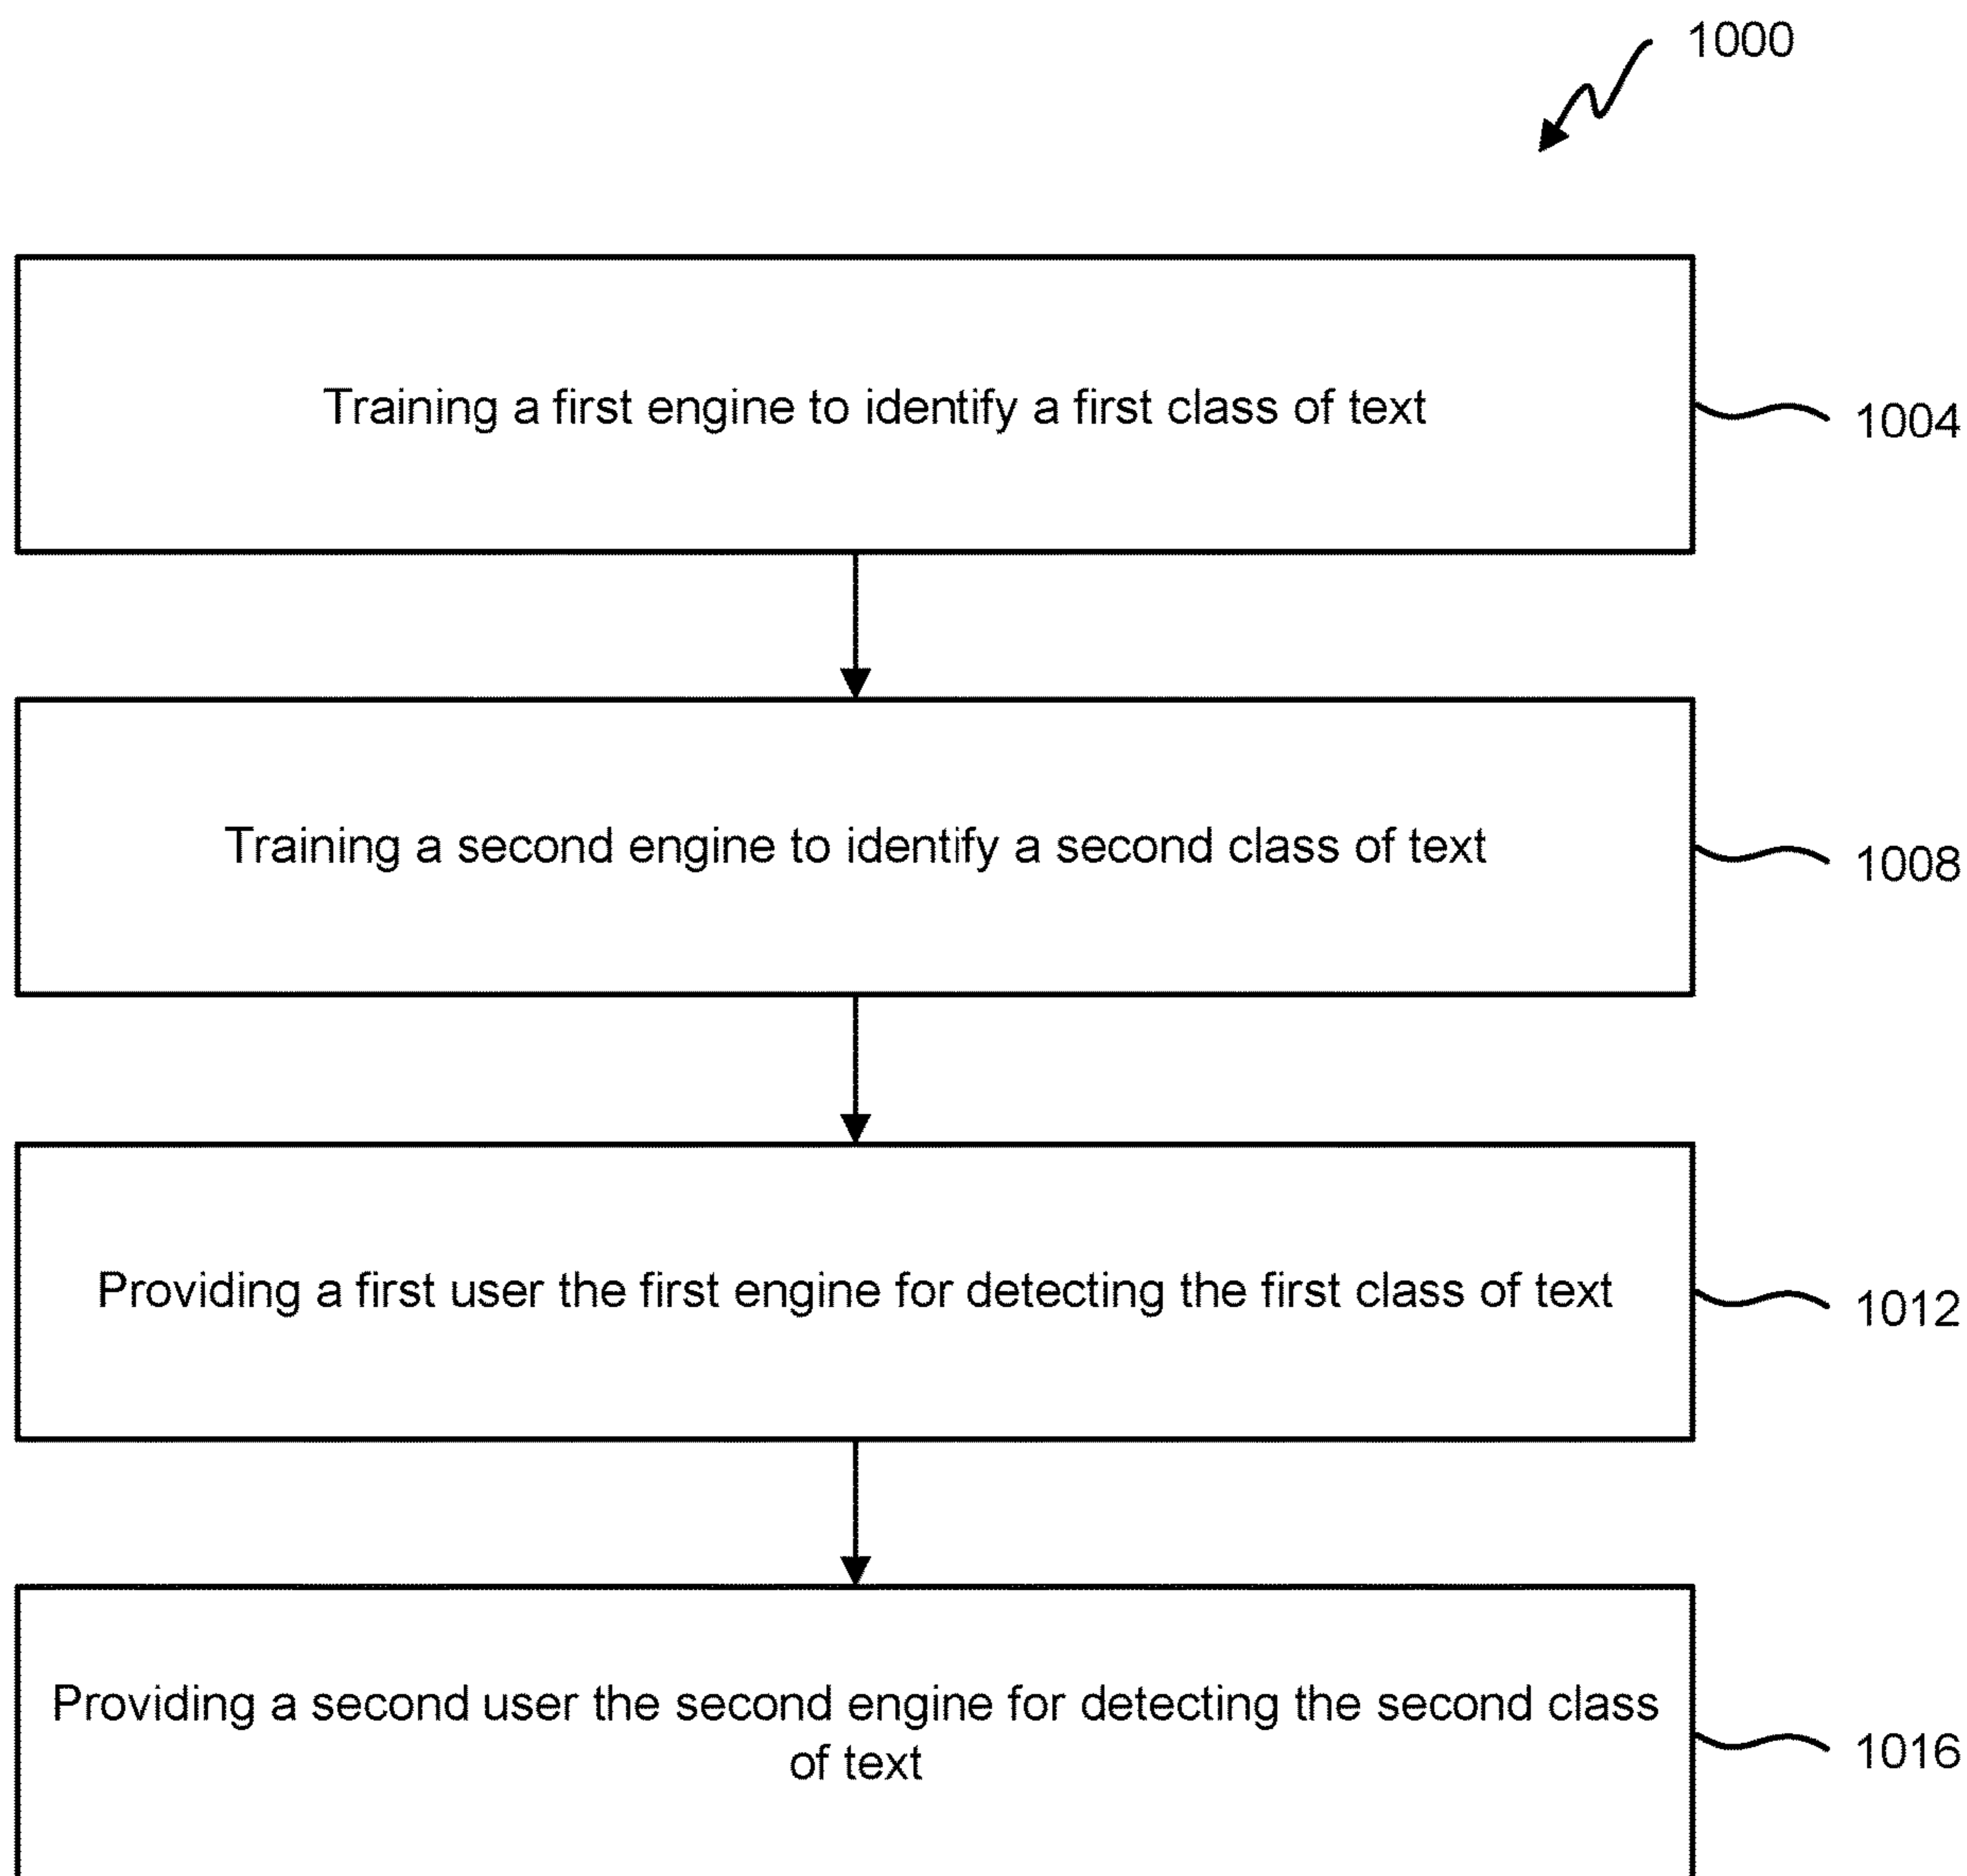 1000
Training a first engine to identify a first class of text
1004
Training a second engine to identify a second class of text
1008
Providing a first user the first engine for detecting the first class of text
1012
Providing a second user the second engine for detecting the second class
of text
1016